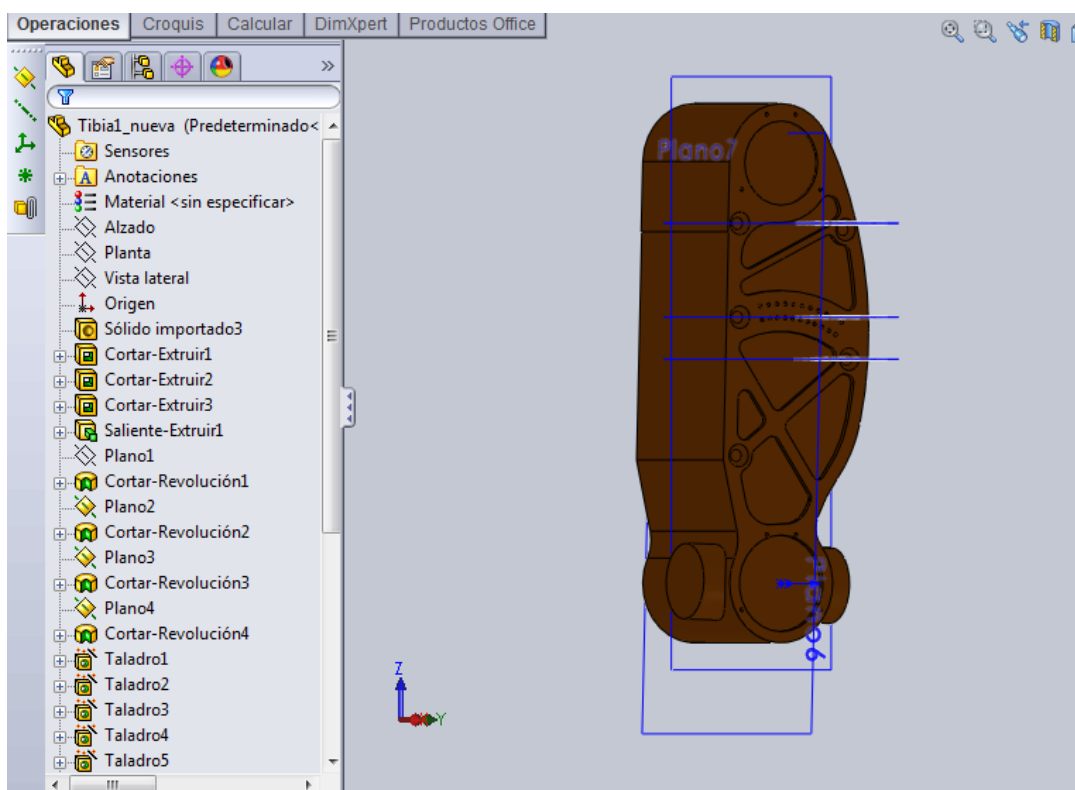 Operaciones Croquis Calcular DimXpert Productos Office
Tibia1_nueva (Predeterminado<
Sensores
Anotaciones
Material <sin especificar>
Alzado
Planta
Vista lateral
Origen
Sólido importado3
Cortar-Extruir1
Cortar-Extruir2
Cortar-Extruir3
Saliente-Extruir1
Plano1
Cortar-Revolución1
Plano2
Cortar-Revolución2
Plano3
Cortar-Revolución3
Plano4
Cortar-Revolución4
Taladro1
Taladro2
Taladro3
Taladro4
Taladro5
Plano7
Plano6
Z
Y